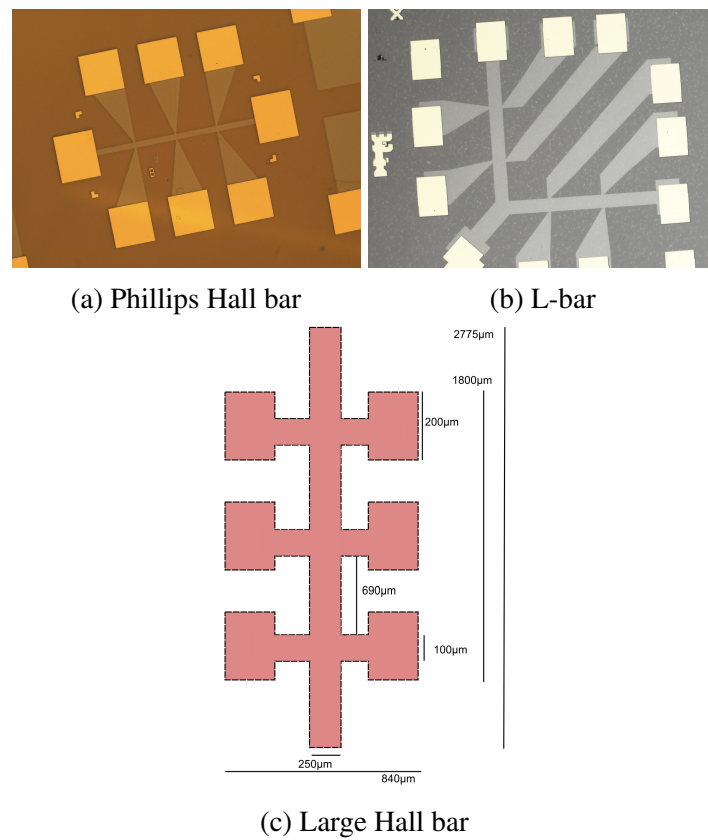 (a) Phillips Hall bar
(b) L-bar
2775µm
1800µm
200µm
690µm
100µm
250µm
840µm
(c) Large Hall bar